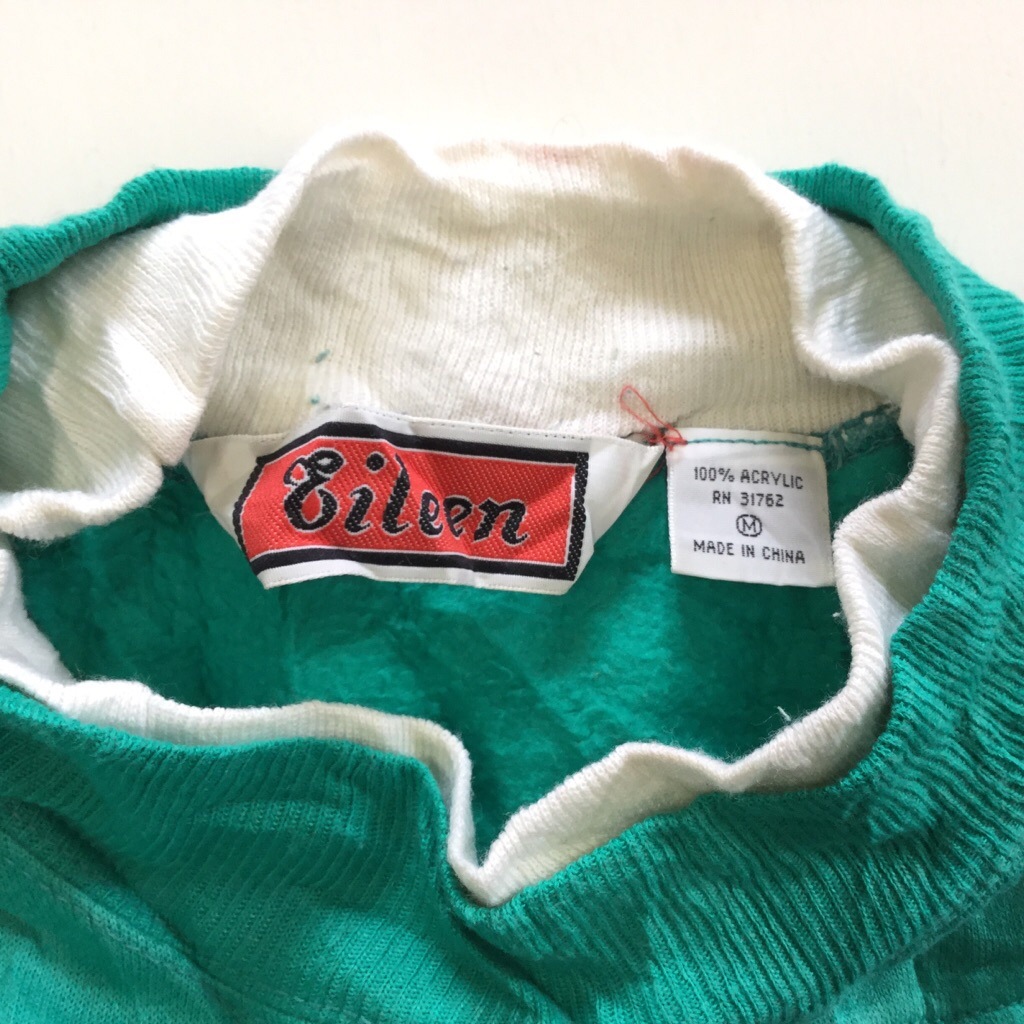 Eileen
100% ACRYLIC
RN 31762
M
MADE IN CHINA